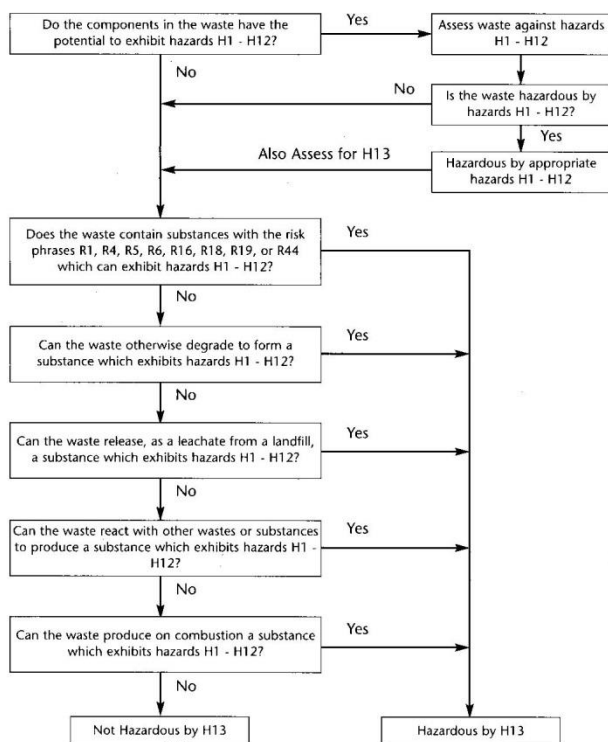 Do the components in the waste have the
potential to exhibit hazards H1 - H12?
Yes
Assess waste against hazards
H1 - H12
No
No
Is the waste hazardous by
hazards H1 - H12?
Yes
Also Assess for H13
Hazardous by appropriate
hazards H1 - H12
Does the waste contain substances with the risk
phrases R1, R4, R5, R6, R16, R18, R19, or R44
which can exhibit hazards H1 - H12?
Yes
No
Can the waste otherwise degrade to form a
substance which exhibits hazards H1 - H12?
Yes
No
Can the waste release, as a leachate from a landfill,
a substance which exhibits hazards H1 - H12?
Yes
No
Can the waste react with other wastes or substances
to produce a substance which exhibits hazards H1 -
H12?
Yes
No
Can the waste produce on combustion a substance
which exhibits hazards H1 - H12?
Yes
No
Not Hazardous by H13
Hazardous by H13